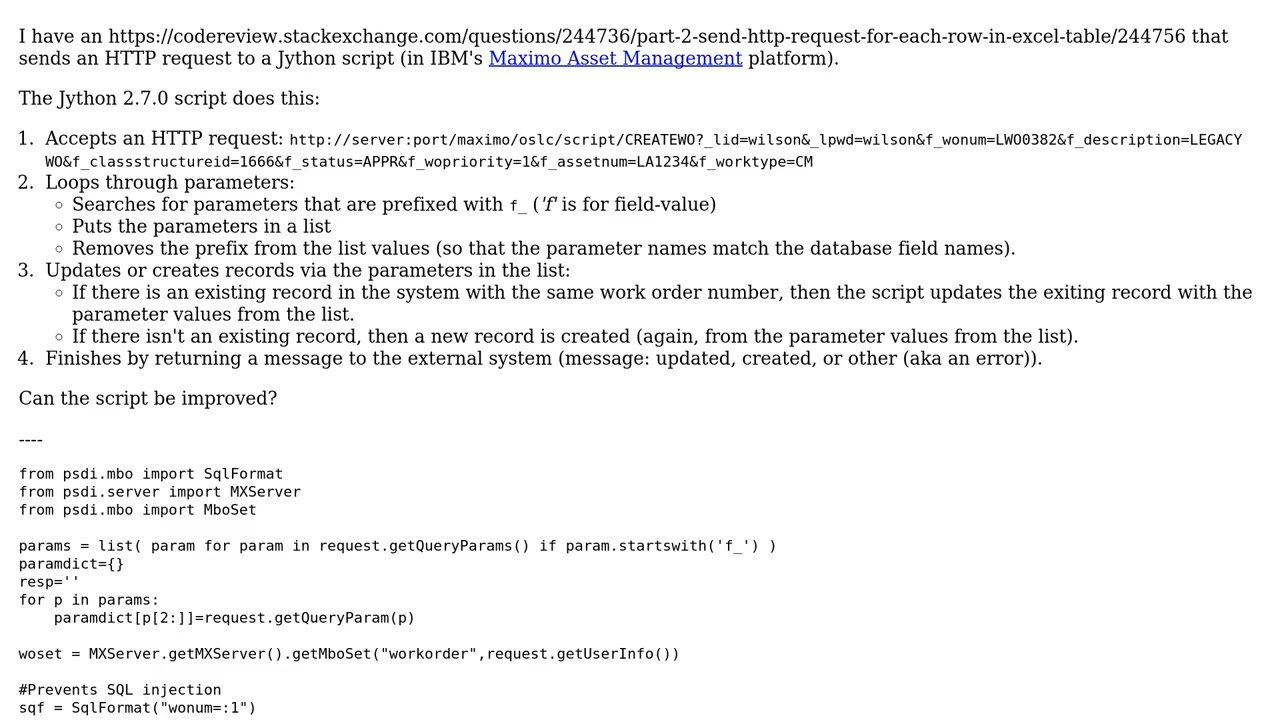 I have an https://codereview.stackexchange.com/questions/244736/part-2-send-http-request-for-each-row-in-excel-table/244756 that
sends an HTTP request to a Jython script (in IBM's Maximo Asset Management platform).
The Jython 2.7.0 script does this:
1. Accepts an HTTP request: http://server:port/maximo/oslc/script/CREATEWO?_lid=wilson&_lpwd=wilson&f_wonum=LWO0382&f_description=LEGACY
WO&f_classstructureid=1666&f_status=APPR&f_wopriority=1&f_assetnum=LA1234&f_worktype=CM
2. Loops through parameters:
◦ Searches for parameters that are prefixed with f_ ('f' is for field-value)
◦ Puts the parameters in a list
◦ Removes the prefix from the list values (so that the parameter names match the database field names).
3. Updates or creates records via the parameters in the list:
◦ If there is an existing record in the system with the same work order number, then the script updates the exiting record with the
parameter values from the list.
◦ If there isn't an existing record, then a new record is created (again, from the parameter values from the list).
4. Finishes by returning a message to the external system (message: updated, created, or other (aka an error)).
Can the script be improved?
----
from psdi.mbo import SqlFormat
from psdi.server import MXServer
from psdi.mbo import MboSet
params = list( param for param in request.getQueryParams() if param.startswith('f_') )
paramdict={}
resp=''
for p in params:
    paramdict[p[2:]]=request.getQueryParam(p)
woset = MXServer.getMXServer().getMboSet("workorder",request.getUserInfo())
#Prevents SQL injection
sqf = SqlFormat("wonum=:1")